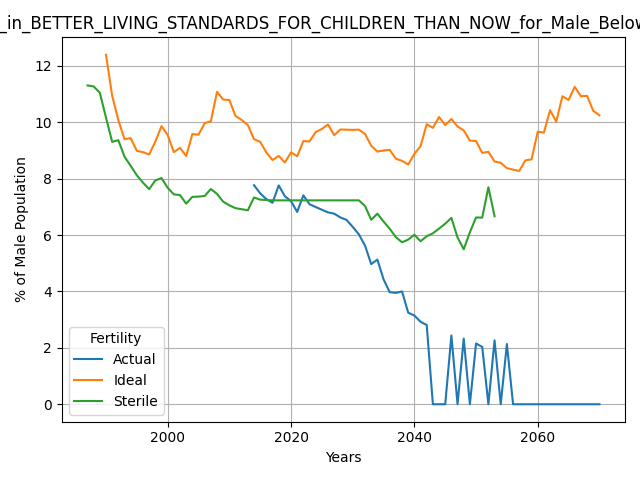 _in_BETTER_LIVING_STANDARDS_FOR_CHILDREN_THAN_NOW_for_Male_Below
% of Male Population
12
10
8
6
4
2
0
Fertility
Actual
Ideal
Sterile
2000 2020 2040 2060
Years